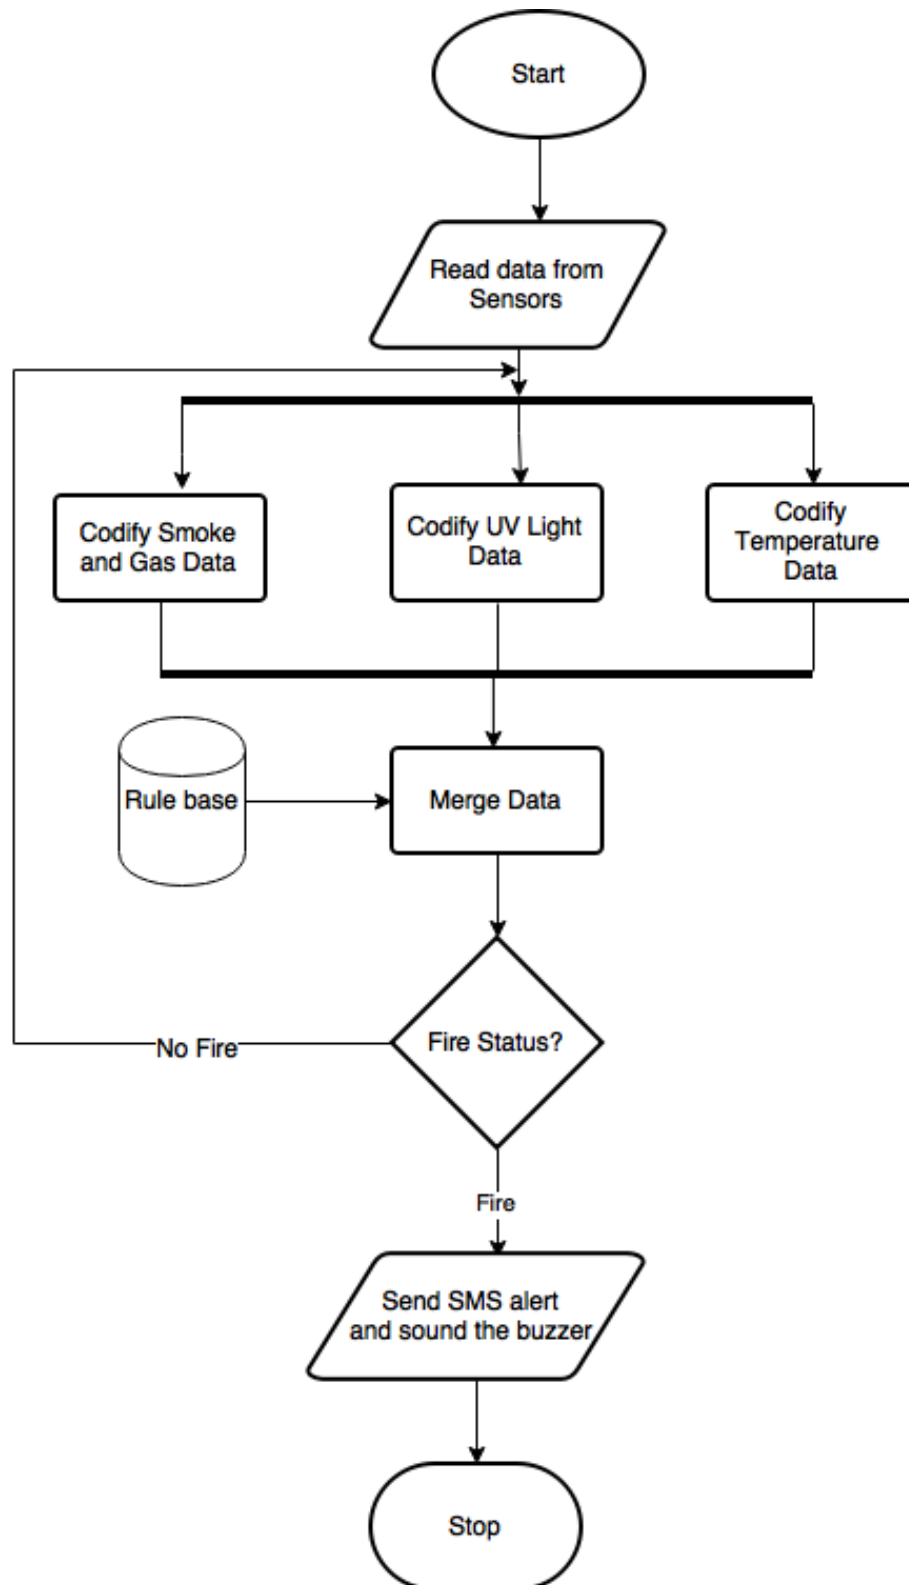 Start
Read data from
Sensors
Codify Smoke
and Gas Data
Codify UV Light
Data
Codify
Temperature
Data
Rule base
Merge Data
Fire Status?
No Fire
Fire
Send SMS alert
and sound the buzzer
Stop